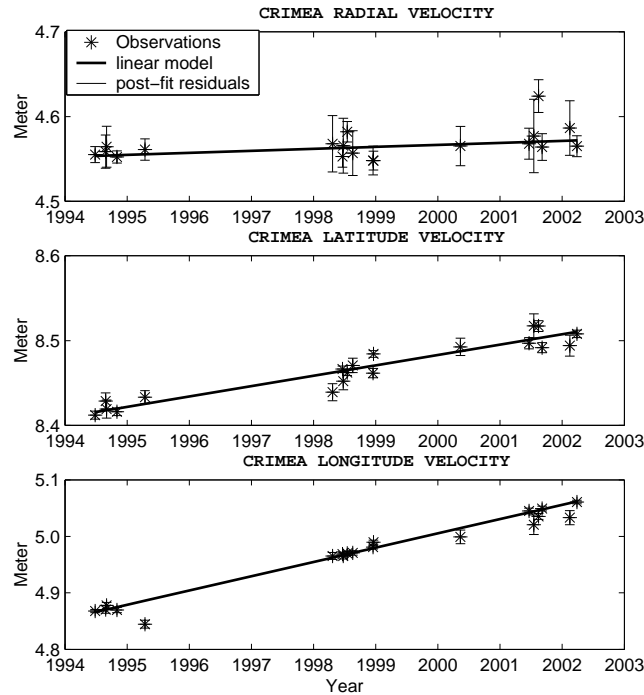 CRIMEA RADIAL VELOCITY
4.7
4.6
4.5
Meter
Observations
linear model
post-fit residuals
1994 1995 1996 1997 1998 1999 2000 2001 2002 2003
CRIMEA LATITUDE VELOCITY
8.6
8.5
8.4
Meter
1994 1995 1996 1997 1998 1999 2000 2001 2002 2003
CRIMEA LONGITUDE VELOCITY
5.1
5.0
4.9
4.8
Meter
1994 1995 1996 1997 1998 1999 2000 2001 2002 2003
Year